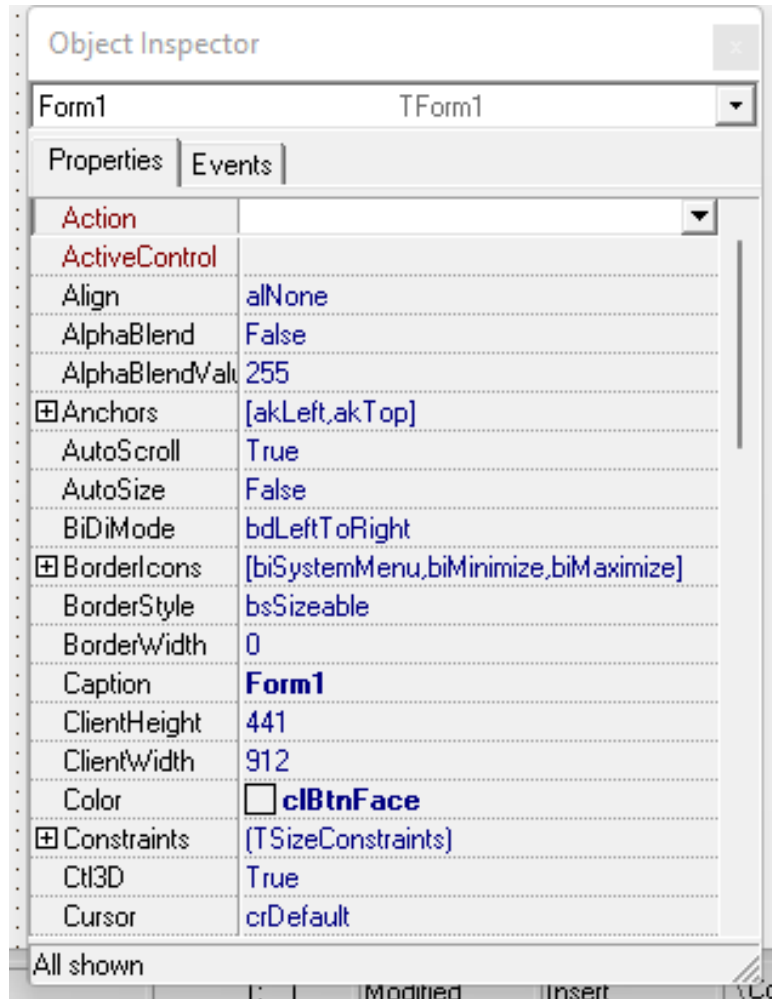 Object Inspector x
Form1 TForm1
Properties Events
Action
ActiveControl
Align alNone
AlphaBlend False
AlphaBlendValu 255
Anchors [akLeft,akTop]
AutoScroll True
AutoSize False
BiDiMode bdLeftToRight
BorderIcons [biSystemMenu,biMinimize,biMaximize]
BorderStyle bsSizeable
BorderWidth 0
Caption Form1
ClientHeight 441
ClientWidth 912
Color clBtnFace
Constraints (TSizeConstraints)
Ctl3D True
Cursor crDefault
All shown
Modified Insert